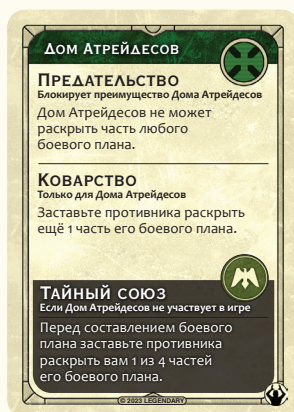 Дом Атрейдесов
Предательство
Блокирует преимущество Дома Атрейдесов
Дом Атрейдесов не может
раскрыть часть любого
боевого плана.
Коварство
Только для Дома Атрейдесов
Заставьте противника раскрыть
ещё 1 часть его боевого плана.
Тайный союз
Если Дом Атрейдесов не участвует в игре
Перед составлением боевого
плана заставьте противника
раскрыть вам 1 из 4 частей
его боевого плана.
© 2023 LEGENDARY